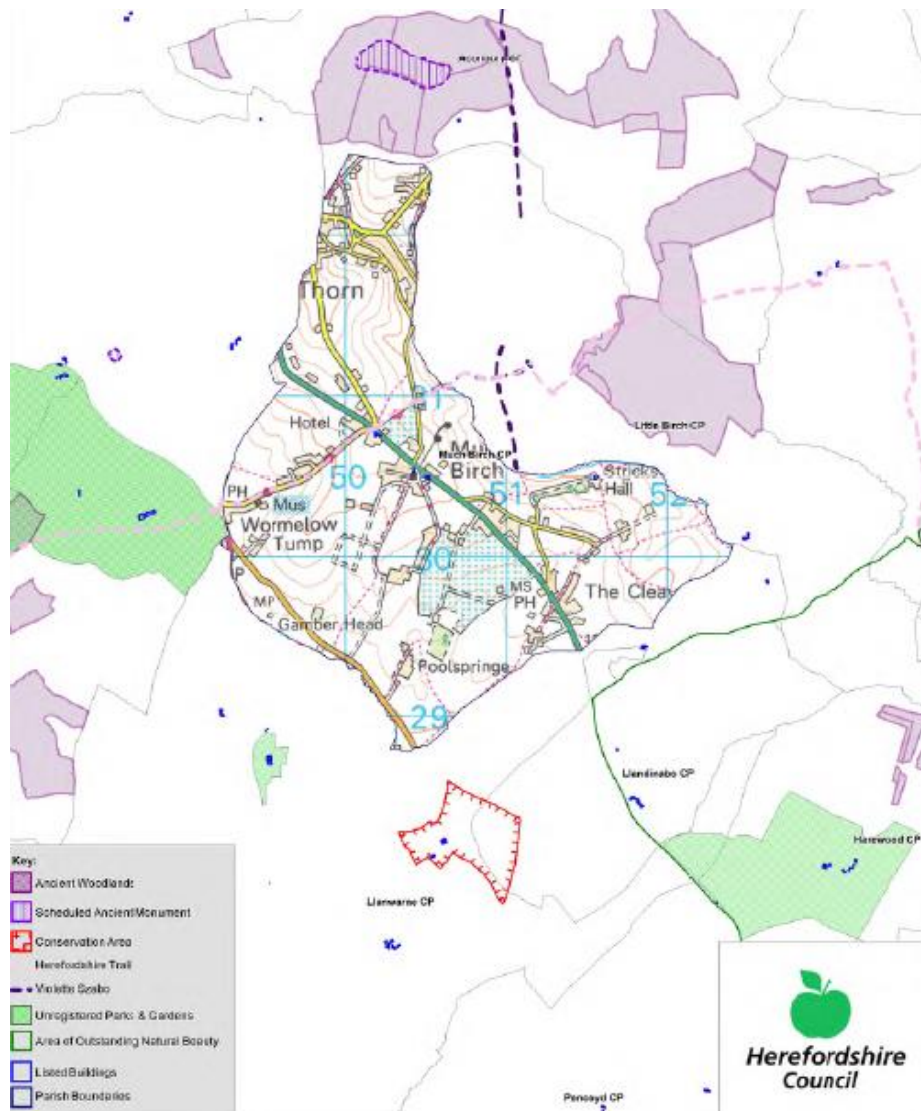 Thorn
Hotel
51
Much Birch CP
Birch
Little Birch CP
50
51
Stricks
Hall
52
PH
Mus
Wormelow
Tump
P
30
MS
PH
The Cleav
MP
Gamber Head
Poolspringe
29
Llandinabo CP
Harewood CP
Llanwarne CP
Pencoyd CP
Key:
Ancient Woodlands
Scheduled Ancient Monument
Conservation Area
Herefordshire Trail
Violette Szabo
Unregistered Parks & Gardens
Area of Outstanding Natural Beauty
Listed Buildings
Parish Boundaries
Herefordshire
Council